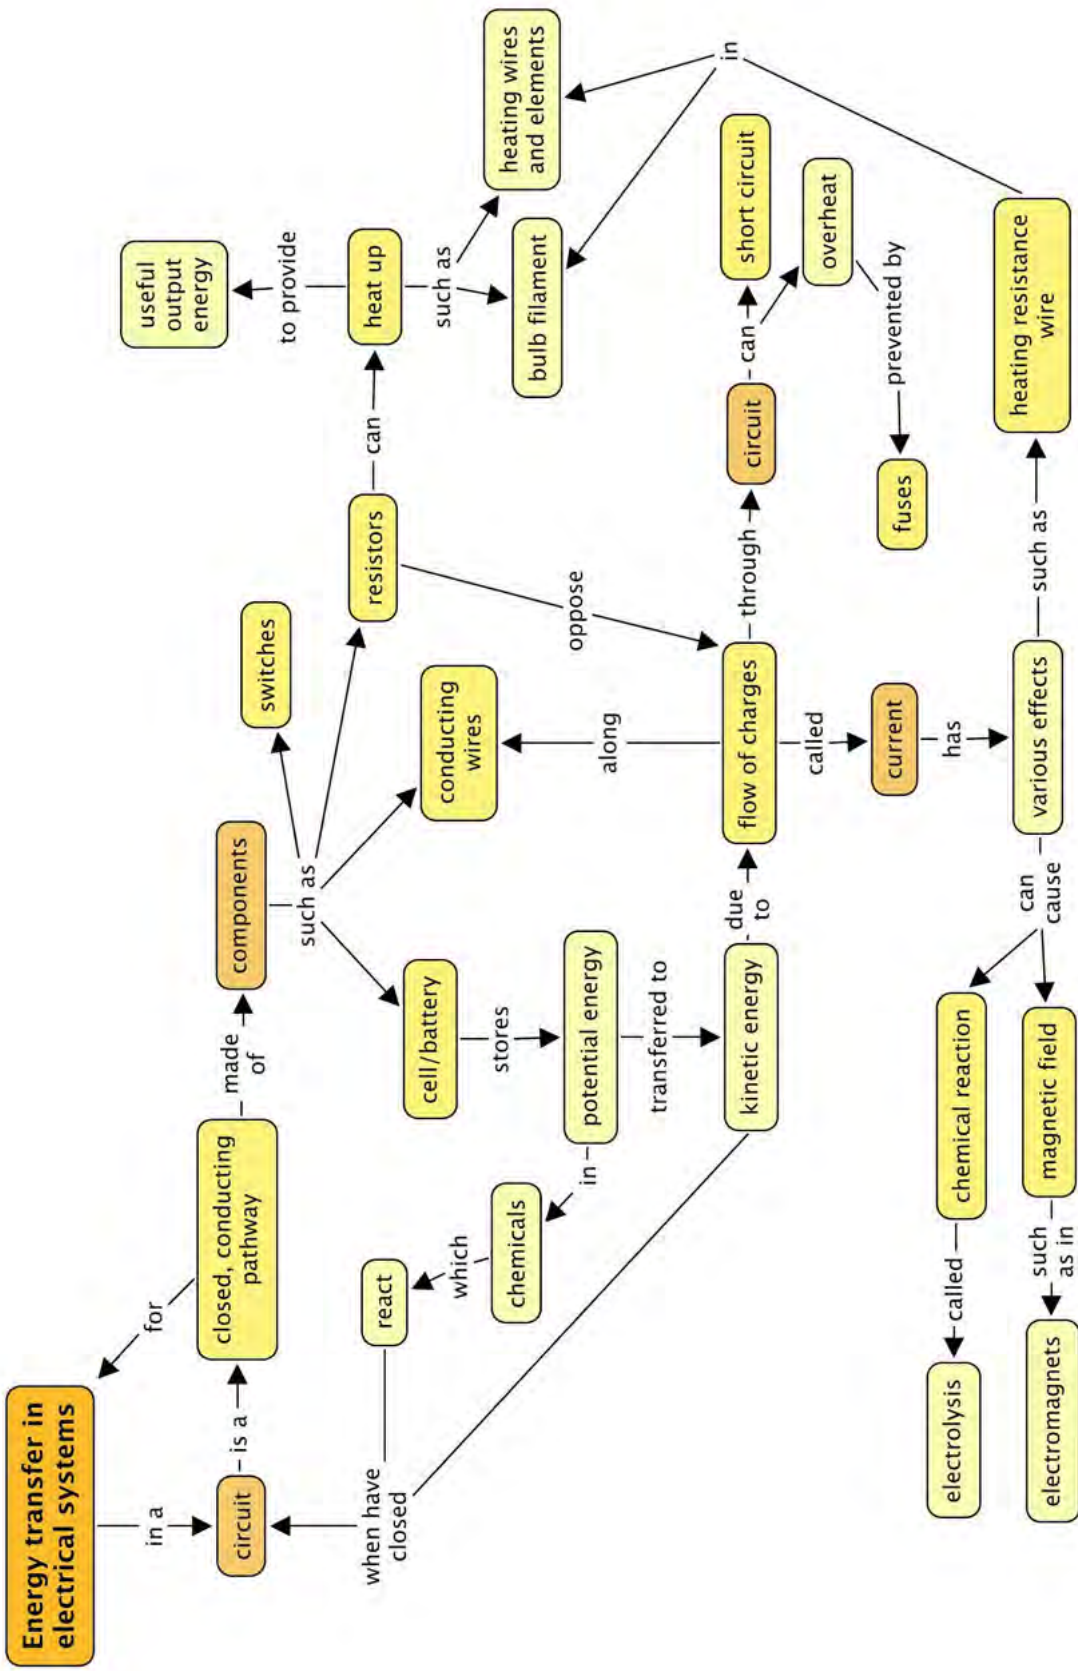 Energy transfer in
electrical systems
in a
for
circuit
is a
closed, conducting
pathway
made
of
components
such as
switches
resistors
can
heat up
to provide
useful
output
energy
such as
bulb filament
heating wires
and elements
in
when have
closed
react
which
chemicals
in
cell/battery
stores
potential energy
transferred to
kinetic energy
due
to
conducting
wires
along
oppose
flow of charges
through
circuit
can
short circuit
overheat
prevented by
fuses
called
current
has
various effects
such as
heating resistance
wire
can
cause
chemical reaction
called
electrolysis
magnetic field
such
as in
electromagnets